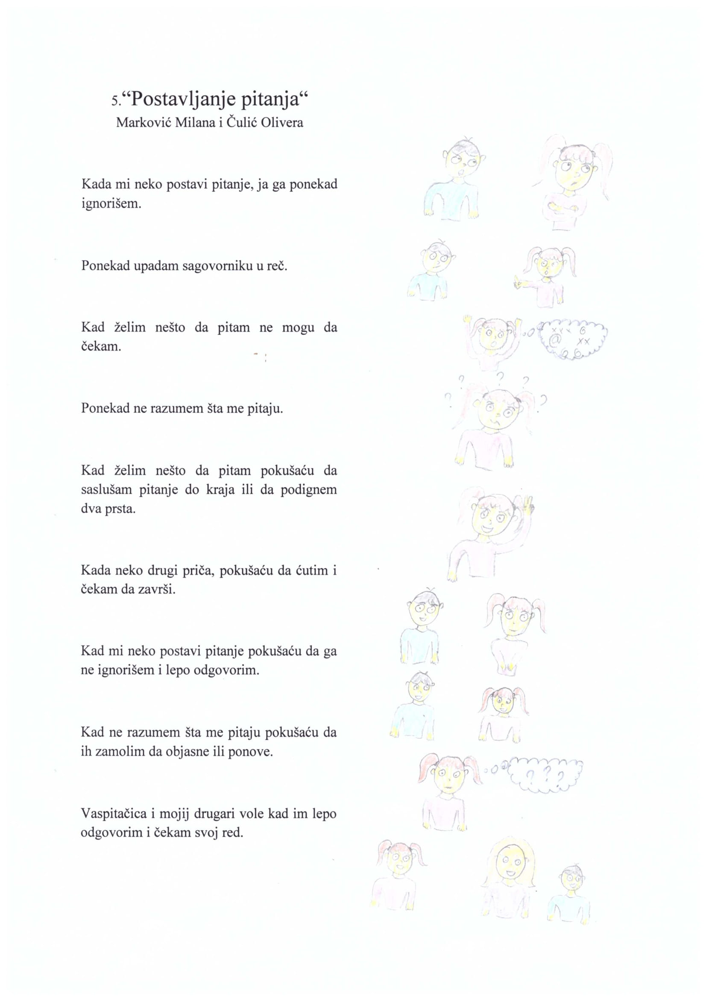 5.“Postavljanje pitanja“
Marković Milana i Čulić Olivera
Kada mi neko postavi pitanje, ja ga ponekad
ignorišem.
Ponekad upadam sagovorniku u reč.
Kad želim nešto da pitam ne mogu da
čekam.
xxx 6
@ xx
6 6
? ? ?
? ?
Ponekad ne razumem šta me pitaju.
Kad želim nešto da pitam pokušaću da
saslušam pitanje do kraja ili da podignem
dva prsta.
Kada neko drugi priča, pokušaću da ćutim i
čekam da završi.
Kad mi neko postavi pitanje pokušaću da ga
ne ignorišem i lepo odgovorim.
Kad ne razumem šta me pitaju pokušaću da
ih zamolim da objasne ili ponove.
? ? ?
Vaspitačica i mojij drugari vole kad im lepo
odgovorim i čekam svoj red.